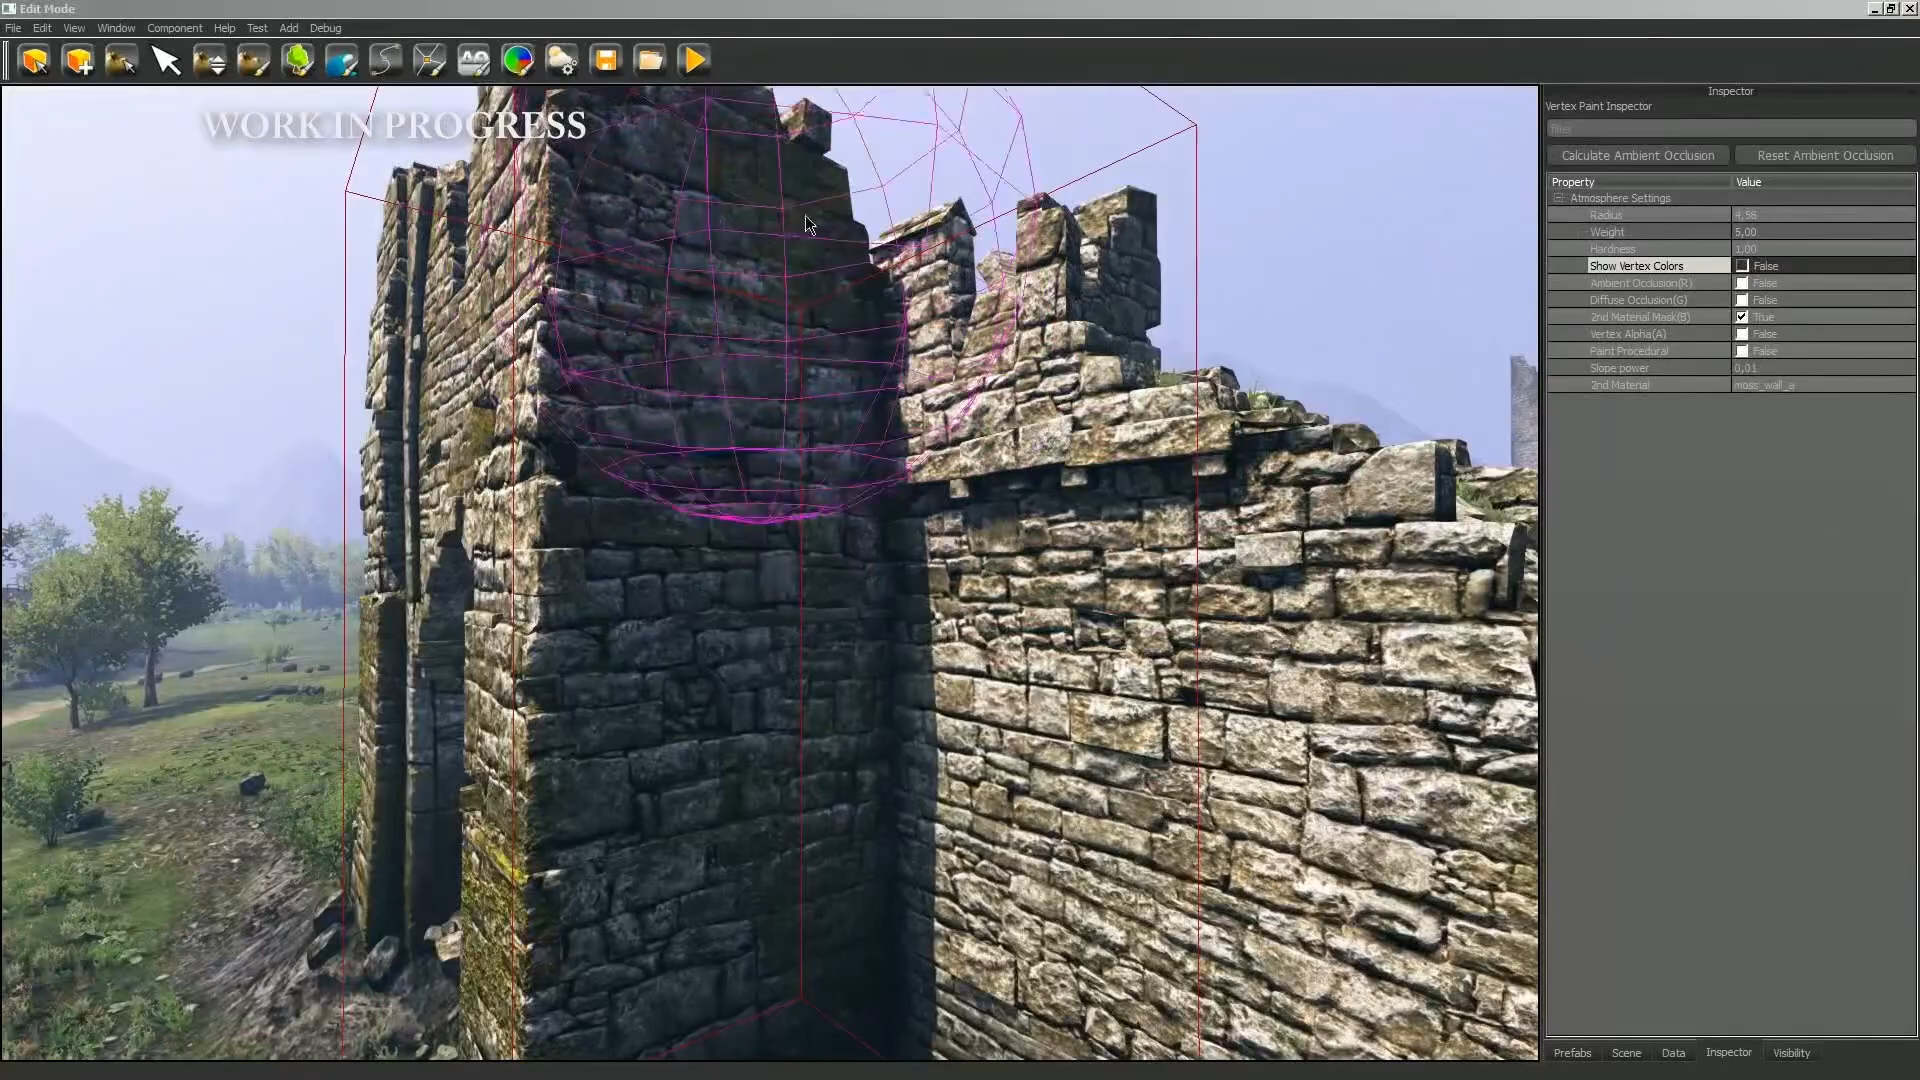 Edit Mode
File Edit View Window Component Help Test Add Debug
WORK IN PROGRESS
Inspector
Vertex Paint Inspector
filter
Calculate Ambient Occlusion Reset Ambient Occlusion
Property Value
Atmosphere Settings
Radius 4,56
Weight 5,00
Hardness 1,00
Show Vertex Colors False
Ambient Occlusion(R) False
Diffuse Occlusion(G) False
2nd Material Mask(B) True
Vertex Alpha(A) False
Paint Procedural False
Slope power 0,01
2nd Material moss_wall_a
Prefabs Scene Data Inspector Visibility